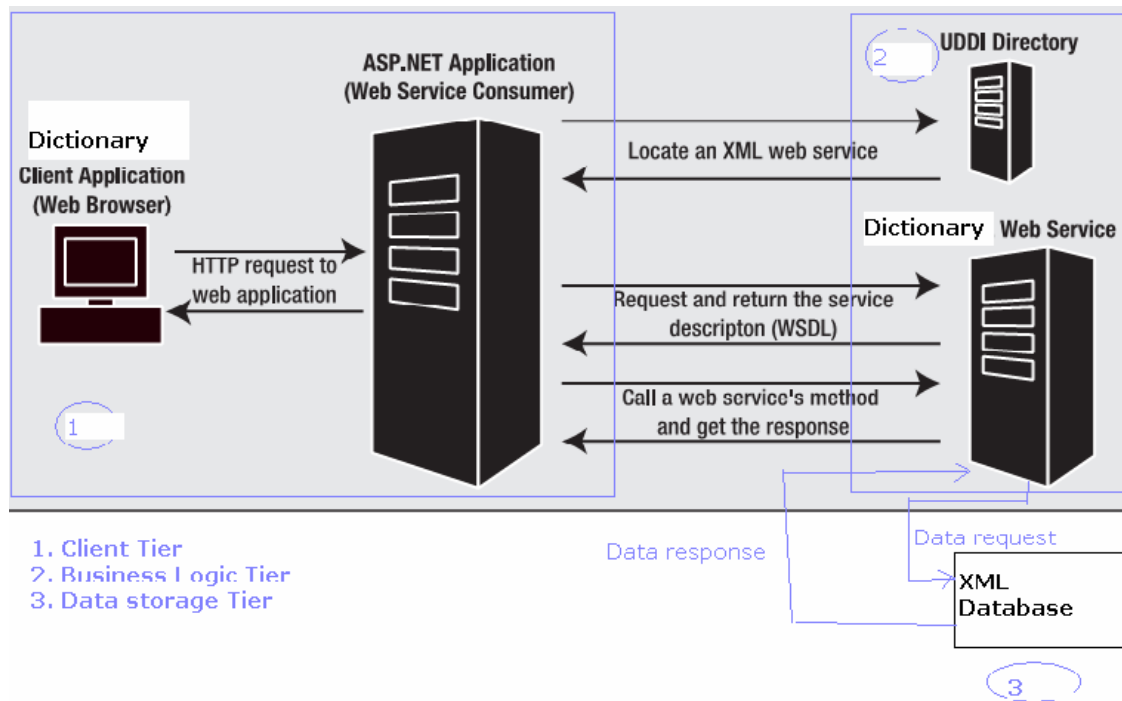 Dictionary
Client Application
(Web Browser)
HTTP request to
web application
1
ASP.NET Application
(Web Service Consumer)
Locate an XML web service
Request and return the service
descripton (WSDL)
Call a web service's method
and get the response
2
UDDI Directory
Dictionary Web Service
1. Client Tier
2. Business Logic Tier
3. Data storage Tier
Data response
Data request
XML
Database
3